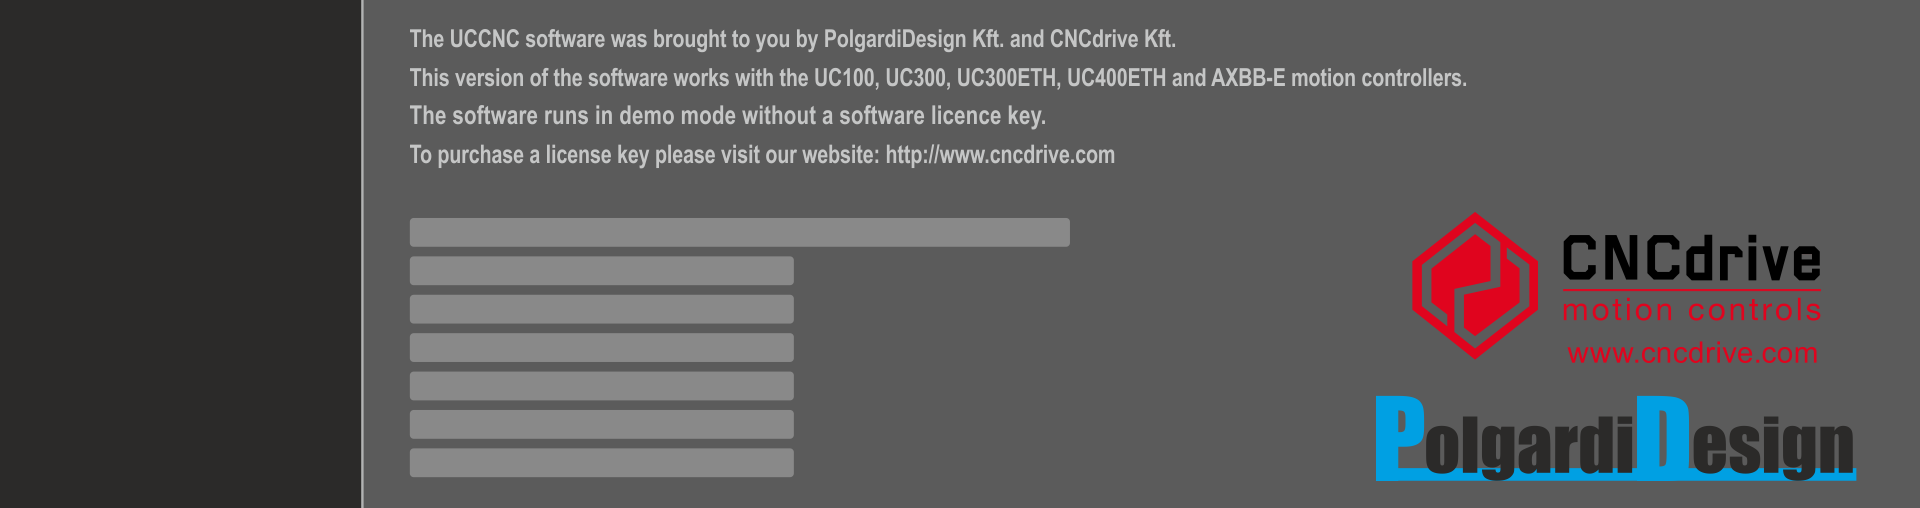 The UCCNC software was brought to you by PolgardiDesign Kft. and CNCdrive Kft.
This version of the software works with the UC100, UC300, UC300ETH, UC400ETH and AXBB-E motion controllers.
The software runs in demo mode without a software licence key.
To purchase a license key please visit our website: http://www.cncdrive.com
CNCdrive
motion controls
www.cncdrive.com
PolgardiDesign